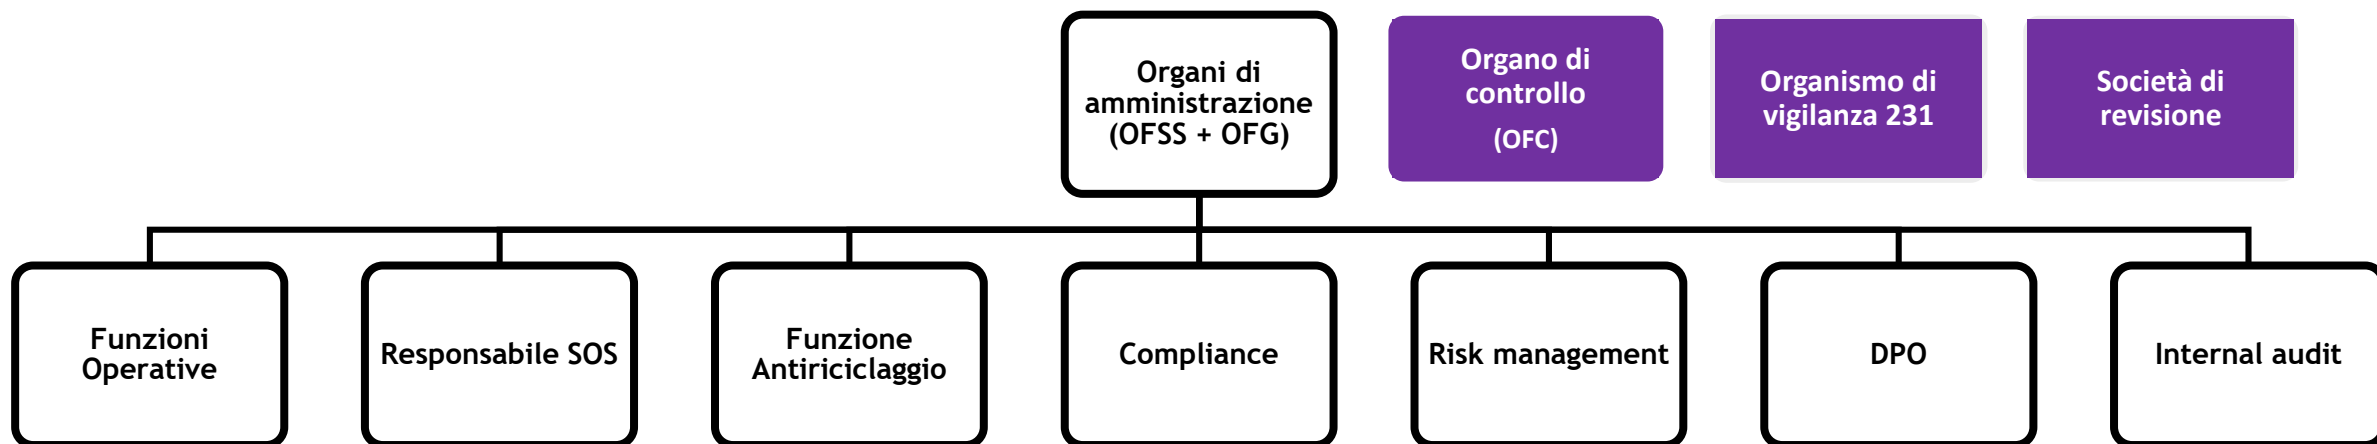 Organi di
amministrazione
(OFSS + OFG)
Organo di
controllo
(OFC)
Organismo di
vigilanza 231
Società di
revisione
Funzioni
Operative
Responsabile SOS
Funzione
Antiriciclaggio
Compliance
Risk management
DPO
Internal audit